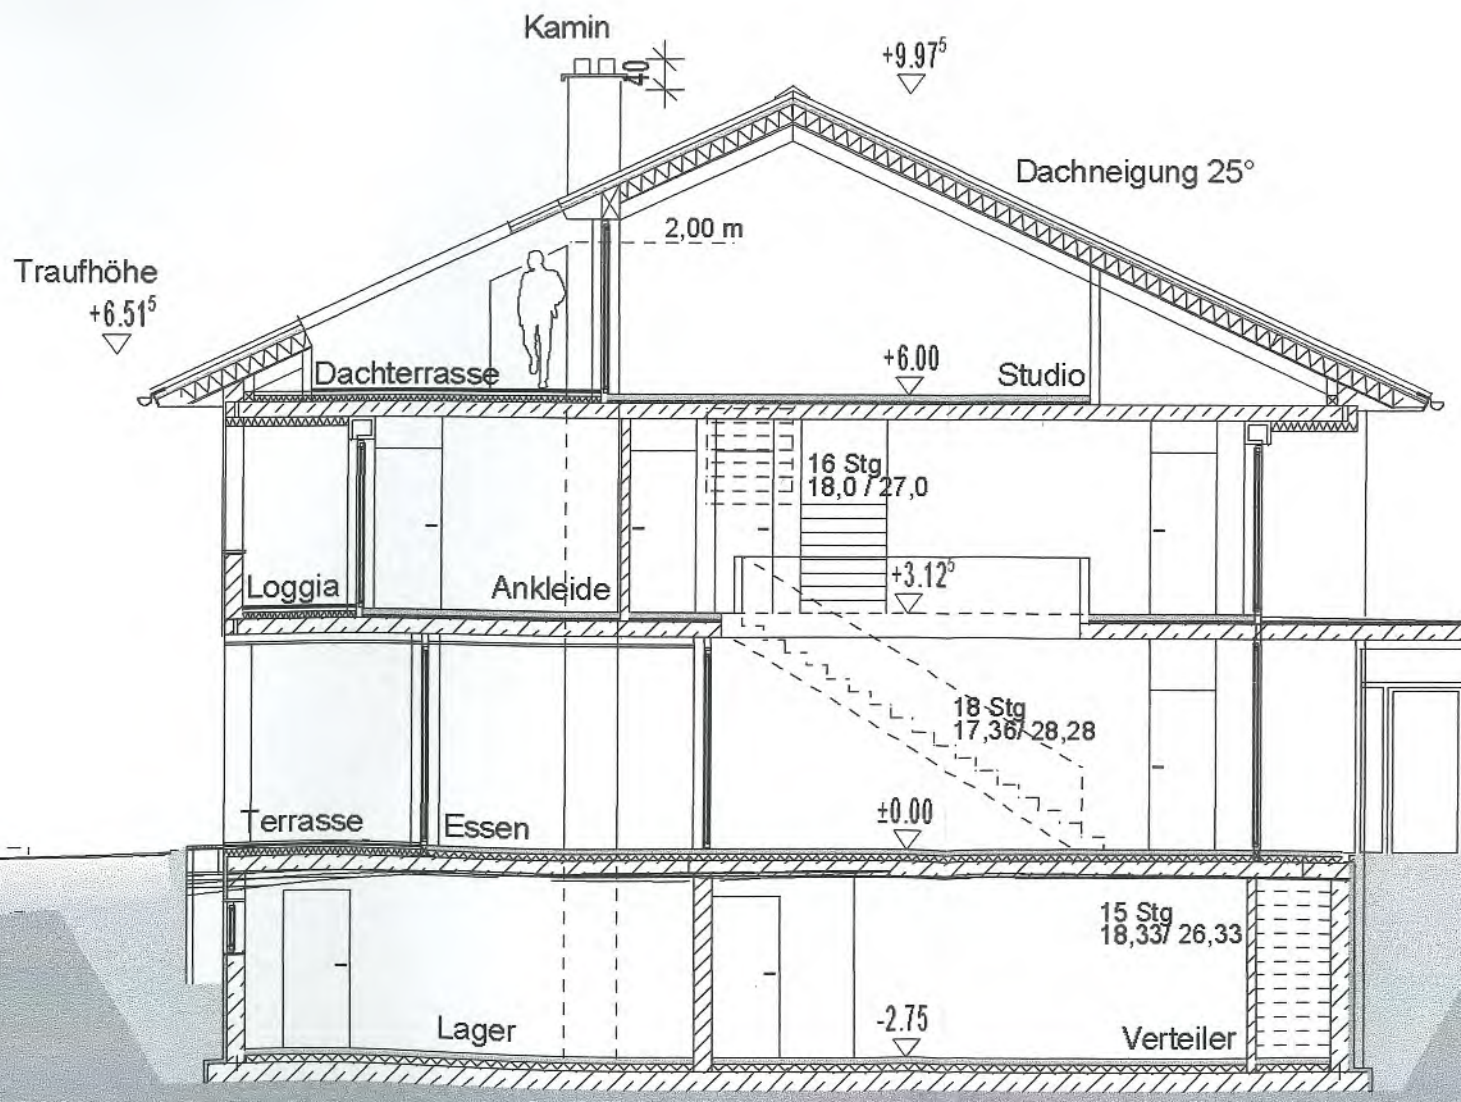 Kamin
40
+9.97⁵
Dachneigung 25°
2,00 m
Traufhöhe
+6.51⁵
Dachterrasse
+6.00
Studio
16 Stg
18,0 / 27,0
Loggia
Ankleide
+3.12⁵
18 Stg
17,36/ 28,28
Terrasse
Essen
±0.00
15 Stg
18,33/ 26,33
Lager
-2.75
Verteiler